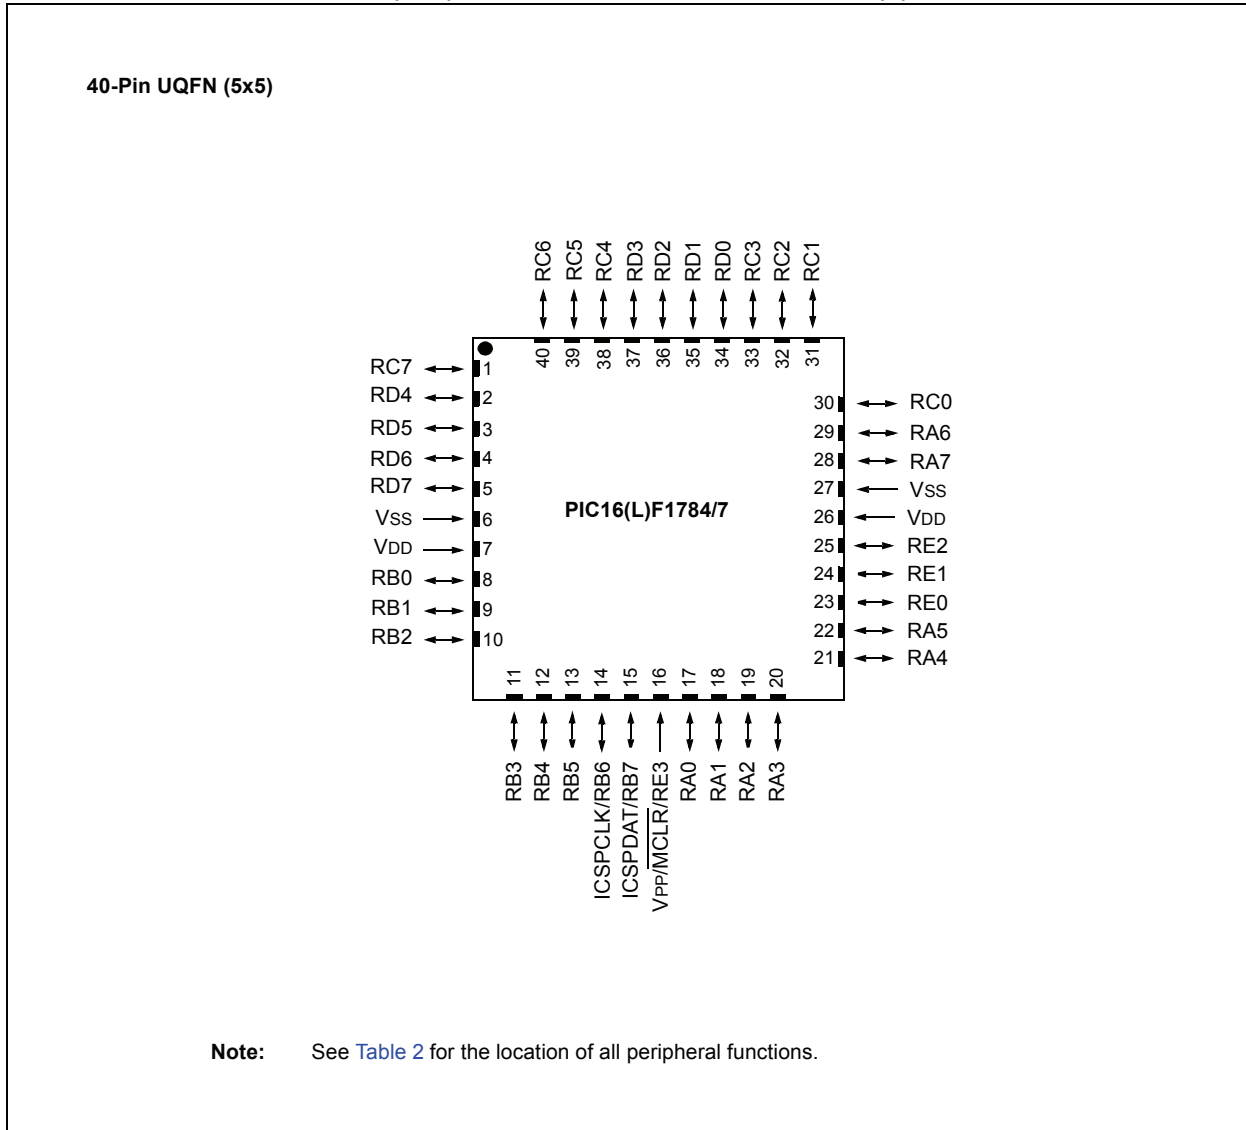 40-Pin UQFN (5x5)
RC6
RC5
RC4
RD3
RD2
RD1
RD0
RC3
RC2
RC1
40
39
38
37
36
35
34
33
32
31
RC7 1
RD4 2
RD5 3
RD6 4
RD7 5
VSS 6
VDD 7
RB0 8
RB1 9
RB2 10
PIC16(L)F1784/7
30 RC0
29 RA6
28 RA7
27 VSS
26 VDD
25 RE2
24 RE1
23 RE0
22 RA5
21 RA4
11
12
13
14
15
16
17
18
19
20
RB3
RB4
RB5
ICSPCLK/RB6
ICSPDAT/RB7
VPP/MCLR/RE3
RA0
RA1
RA2
RA3
Note: See Table 2 for the location of all peripheral functions.